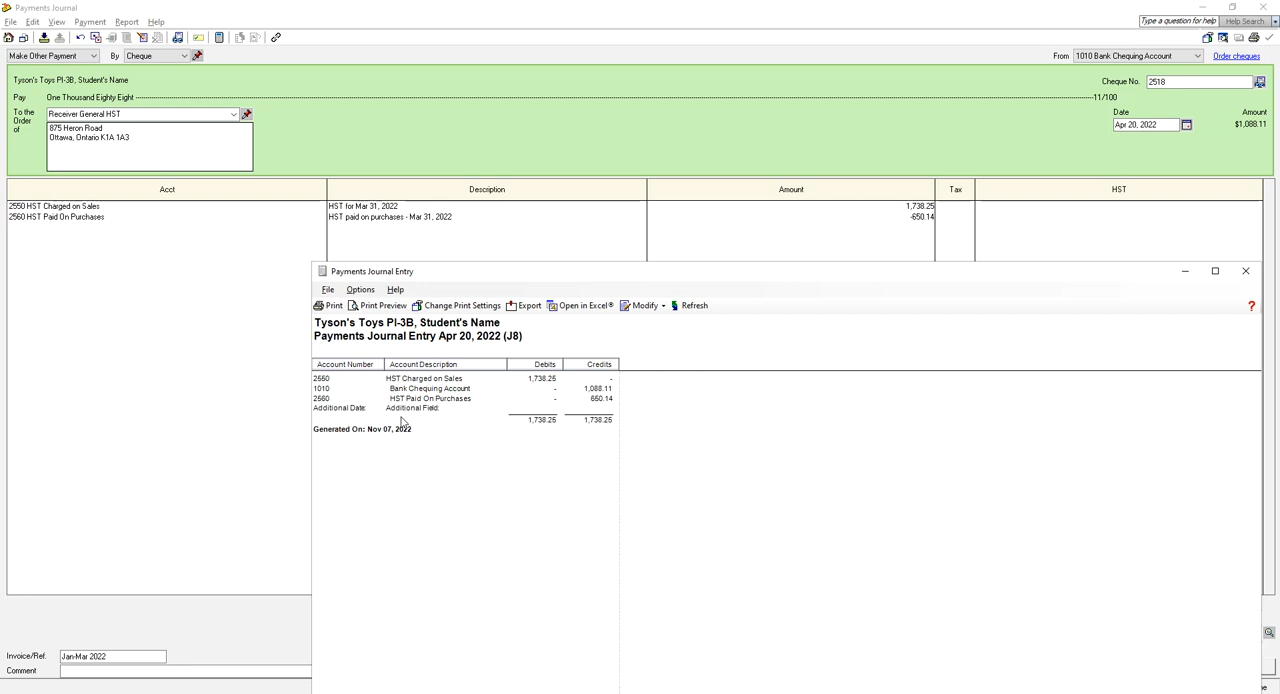 Payments Journal
File Edit View Payment Report Help
Type a question for help Help Search
Make Other Payment By Cheque From 1010 Bank Chequing Account Order cheques
Tyson's Toys PI-3B, Student's Name Cheque No. 2518
Pay One Thousand Eighty Eight 11/100
To the Order of Receiver General HST Date Amount
875 Heron Road
Ottawa, Ontario K1A 1A3
Apr 20, 2022 $1,088.11
Acct Description Amount Tax HST
2550 HST Charged on Sales HST for Mar 31, 2022 1,738.25
2560 HST Paid On Purchases HST paid on purchases - Mar 31, 2022 -650.14
Payments Journal Entry
File Options Help
Print Print Preview Change Print Settings Export Open in Excel® Modify Refresh ?
Tyson's Toys PI-3B, Student's Name
Payments Journal Entry Apr 20, 2022 (J8)
Account Number Account Description Debits Credits
2550 HST Charged on Sales 1,738.25 -
1010 Bank Chequing Account - 1,088.11
2560 HST Paid On Purchases - 650.14
Additional Date: Additional Field:
1,738.25 1,738.25
Generated On: Nov 07, 2022
Invoice/Ref. Jan-Mar 2022
Comment